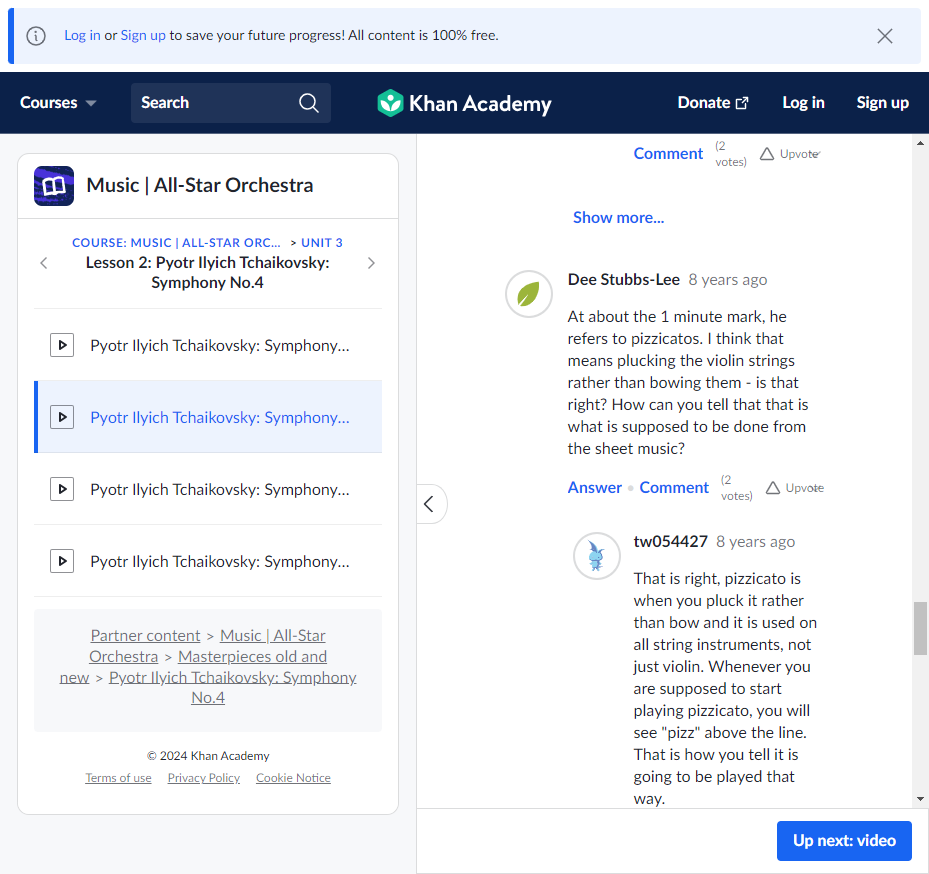 Log in or Sign up to save your future progress! All content is 100% free.
Courses
Search
Khan Academy
Donate
Log in
Sign up
Music | All-Star Orchestra
COURSE: MUSIC | ALL-STAR ORC... > UNIT 3
Lesson 2: Pyotr Ilyich Tchaikovsky:
Symphony No.4
Pyotr Ilyich Tchaikovsky: Symphony...
Pyotr Ilyich Tchaikovsky: Symphony...
Pyotr Ilyich Tchaikovsky: Symphony...
Pyotr Ilyich Tchaikovsky: Symphony...
Partner content > Music | All-Star
Orchestra > Masterpieces old and
new > Pyotr Ilyich Tchaikovsky: Symphony
No.4
© 2024 Khan Academy
Terms of use Privacy Policy Cookie Notice
Comment (2
votes) Upvote
Show more...
Dee Stubbs-Lee 8 years ago
At about the 1 minute mark, he
refers to pizzicatos. I think that
means plucking the violin strings
rather than bowing them - is that
right? How can you tell that that is
what is supposed to be done from
the sheet music?
Answer • Comment (2
votes) Upvote
tw054427 8 years ago
That is right, pizzicato is
when you pluck it rather
than bow and it is used on
all string instruments, not
just violin. Whenever you
are supposed to start
playing pizzicato, you will
see "pizz" above the line.
That is how you tell it is
going to be played that
way.
Up next: video